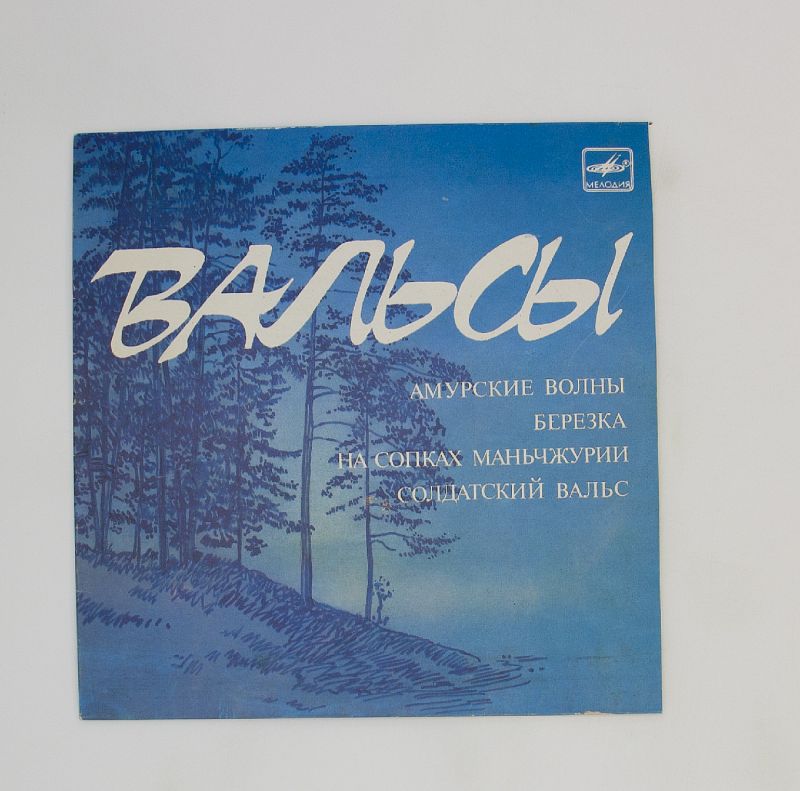 МЕЛОДИЯ
ВАЛЬСЫ
АМУРСКИЕ ВОЛНЫ
БЕРЕЗКА
НА СОПКАХ МАНЬЧЖУРИИ
СОЛДАТСКИЙ ВАЛЬС